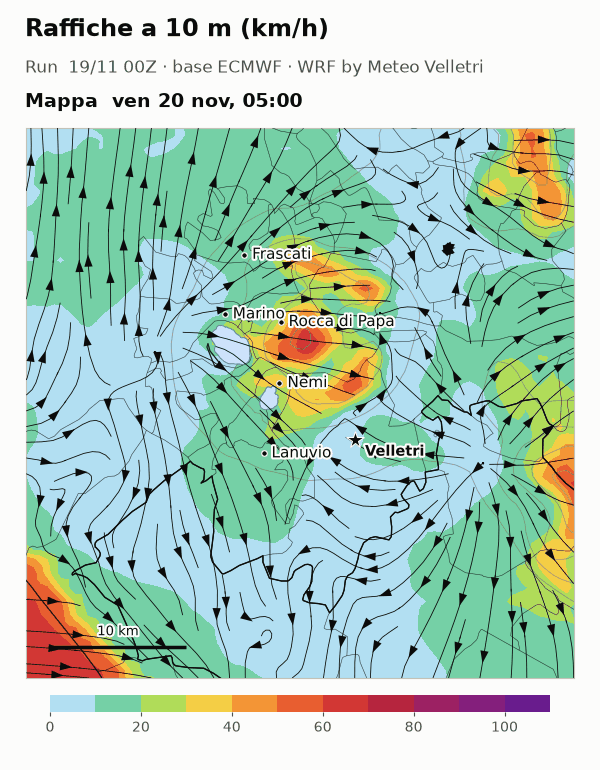 Raffiche a 10 m (km/h)
Run  19/11 00Z · base ECMWF · WRF by Meteo Velletri
Mappa  ven 20 nov, 05:00
Frascati
Marino
Rocca di Papa
Nemi
Velletri
Lanuvio
10 km
0 20 40 60 80 100